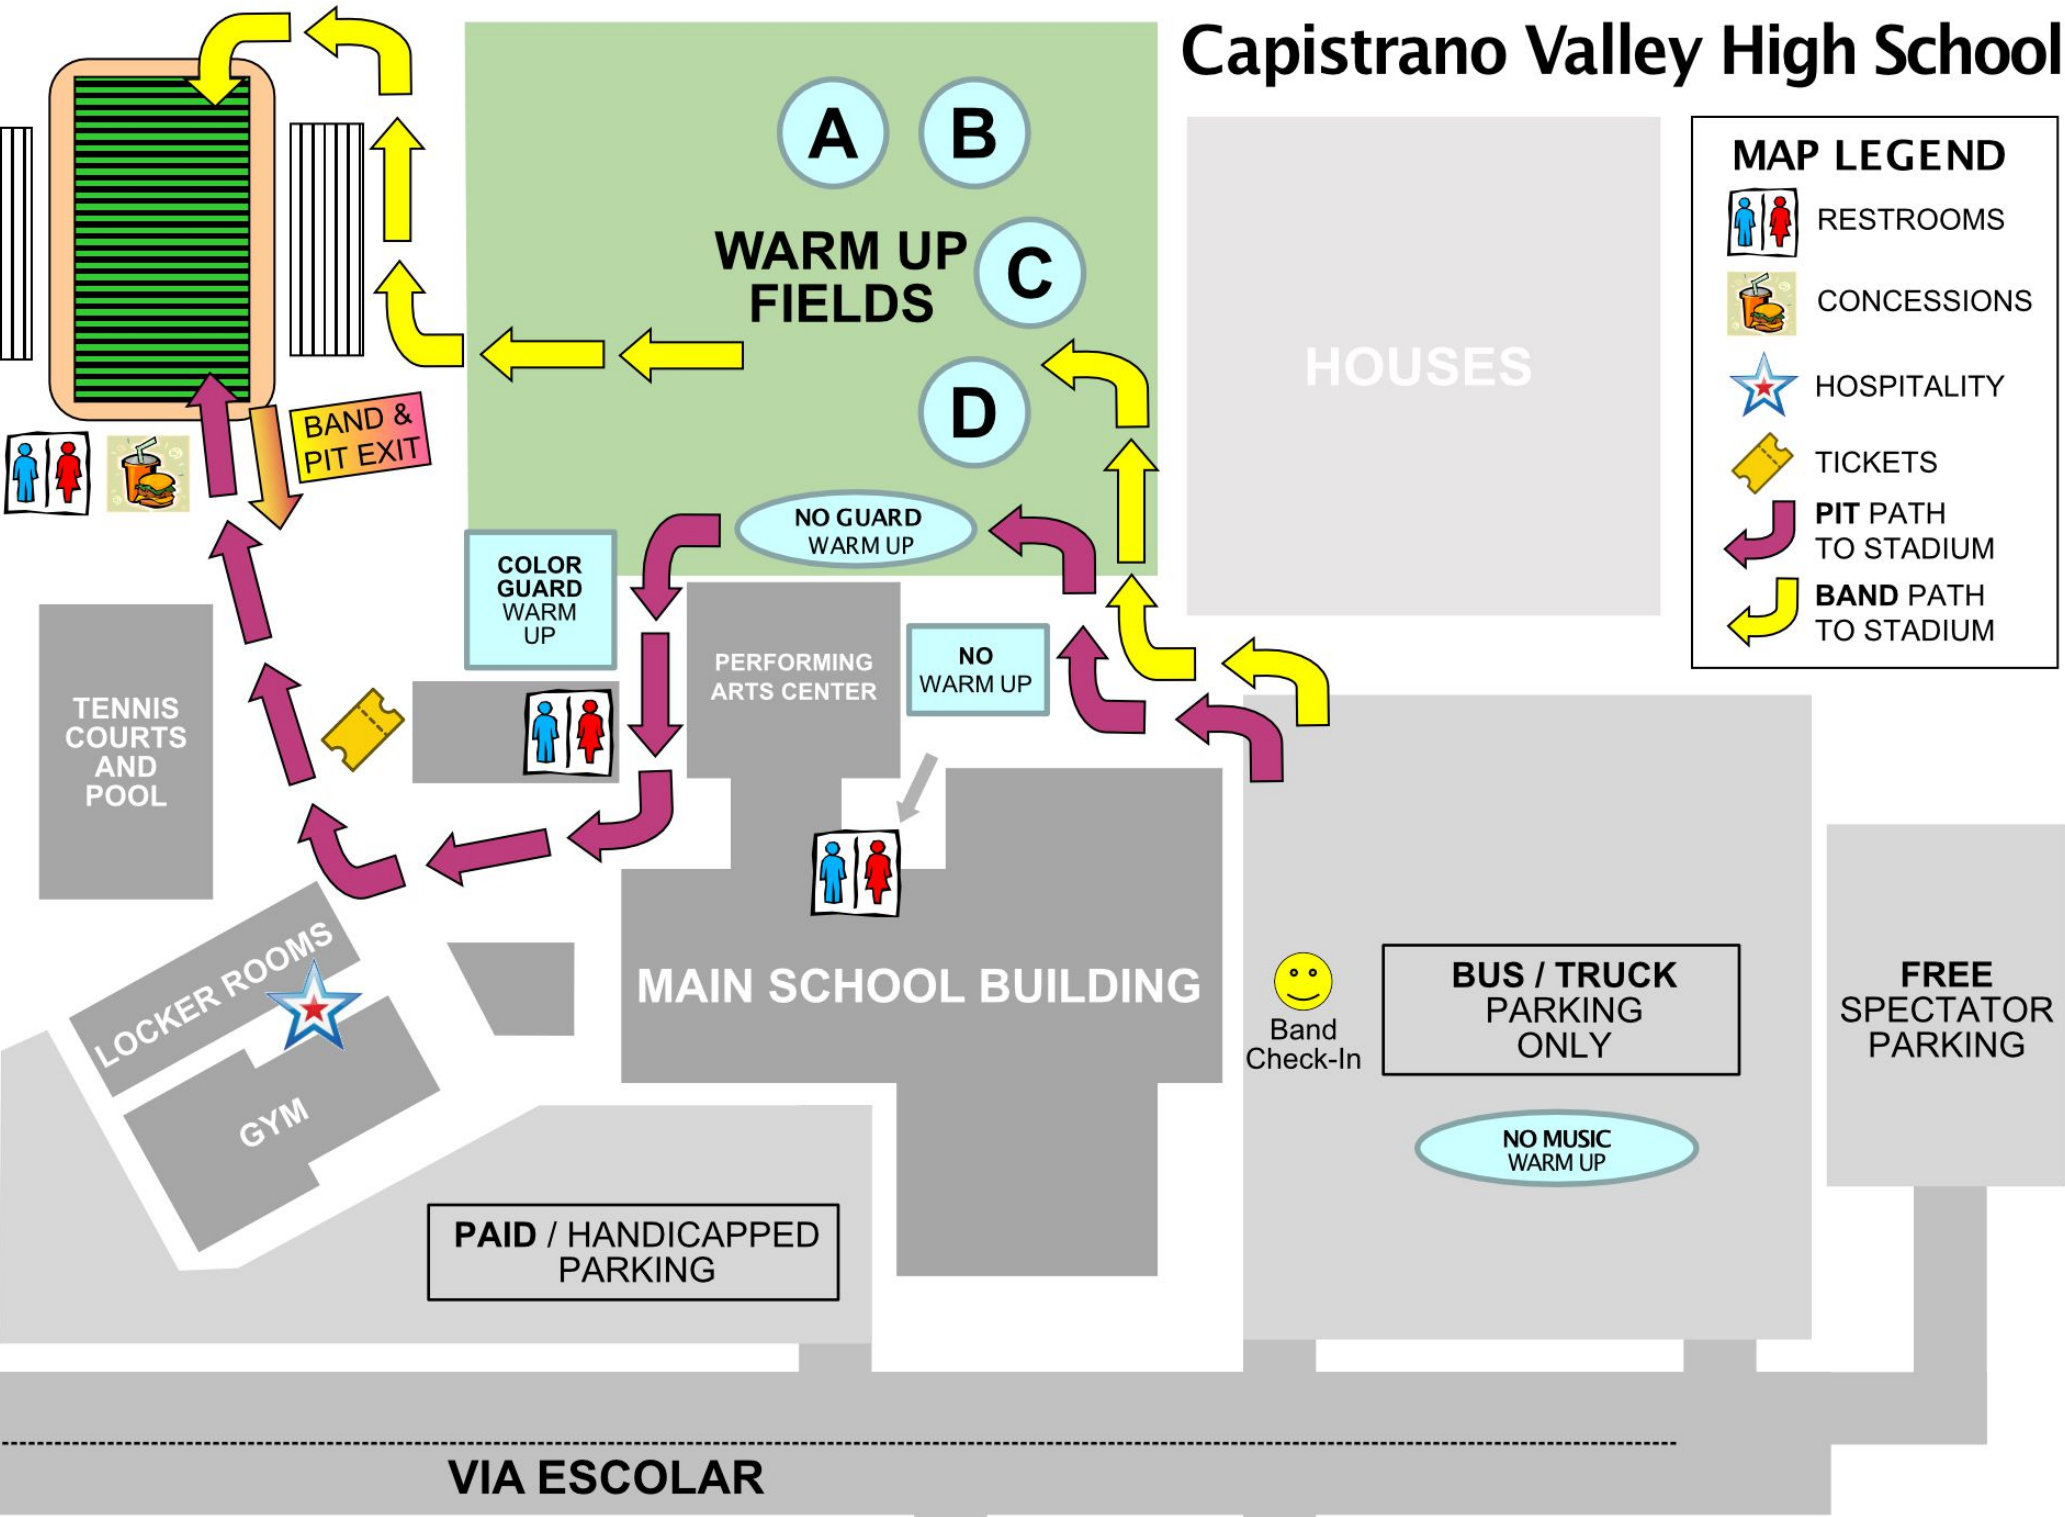 Capistrano Valley High School
A
B
WARM UP
FIELDS
C
D
HOUSES
MAP LEGEND
RESTROOMS
CONCESSIONS
HOSPITALITY
TICKETS
PIT PATH
TO STADIUM
BAND PATH
TO STADIUM
BAND &
PIT EXIT
NO GUARD
WARM UP
COLOR
GUARD
WARM
UP
PERFORMING
ARTS CENTER
NO
WARM UP
TENNIS
COURTS
AND
POOL
LOCKER ROOMS
GYM
MAIN SCHOOL BUILDING
Band
Check-In
BUS / TRUCK
PARKING
ONLY
FREE
SPECTATOR
PARKING
NO MUSIC
WARM UP
PAID / HANDICAPPED
PARKING
VIA ESCOLAR